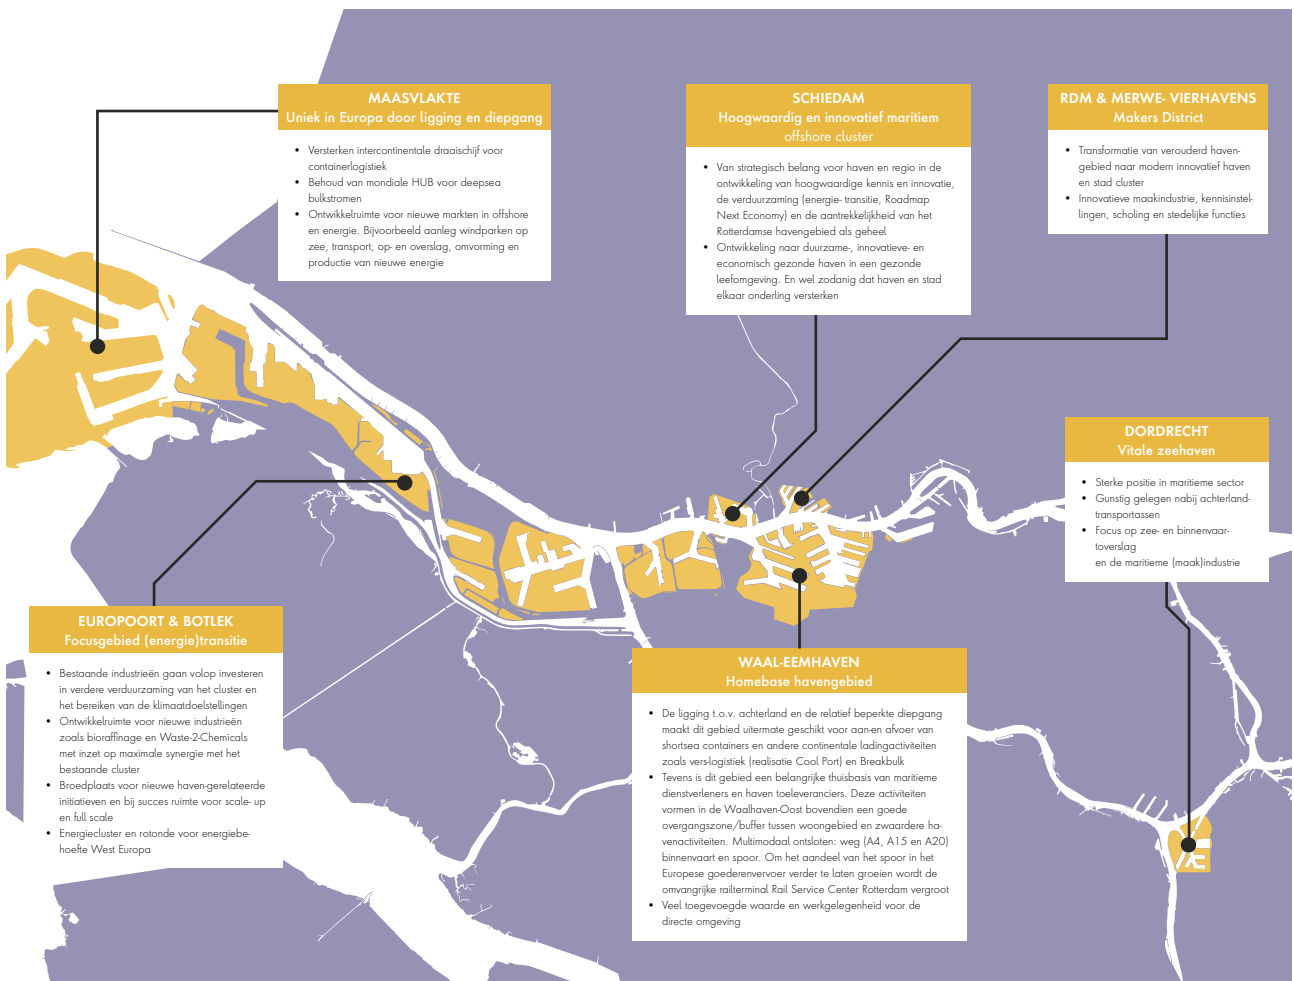 MAASVLAKTE
Uniek in Europa door ligging en diepgang
• Versterken intercontinentale draaischijf voor
containerlogistiek
• Behoud van mondiale HUB voor deepsea
bulkstromen
• Ontwikkelruimte voor nieuwe markten in offshore
en energie. Bijvoorbeeld aanleg windparken op
zee, transport, op- en overslag, omvorming en
productie van nieuwe energie
SCHIEDAM
Hoogwaardig en innovatief maritiem
offshore cluster
• Van strategisch belang voor haven en regio in de
ontwikkeling van hoogwaardige kennis en innovatie,
de verduurzaming (energie- transitie, Roadmap
Next Economy) en de aantrekkelijkheid van het
Rotterdamse havengebied als geheel
• Ontwikkeling naar duurzame-, innovatieve- en
economisch gezonde haven in een gezonde
leefomgeving. En wel zodanig dat haven en stad
elkaar onderling versterken
RDM & MERWE- VIERHAVENS
Makers District
• Transformatie van verouderd haven-
gebied naar modern innovatief haven
en stad cluster
• Innovatieve maakindustrie, kennisinstel-
lingen, scholing en stedelijke functies
DORDRECHT
Vitale zeehaven
• Sterke positie in maritieme sector
• Gunstig gelegen nabij achterland-
transportassen
• Focus op zee- en binnenvaar-
toverslag
en de maritieme (maak)industrie
EUROPOORT & BOTLEK
Focusgebied (energie)transitie
• Bestaande industrieën gaan volop investeren
in verdere verduurzaming van het cluster en
het bereiken van de klimaatdoelstellingen
• Ontwikkelruimte voor nieuwe industrieën
zoals bioraffinage en Waste-2-Chemicals
met inzet op maximale synergie met het
bestaande cluster
• Broedplaats voor nieuwe haven-gerelateerde
initiatieven en bij succes ruimte voor scale- up
en full scale
• Energiecluster en rotonde voor energiebe-
hoefte West Europa
WAAL-EEMHAVEN
Homebase havengebied
• De ligging t.o.v. achterland en de relatief beperkte diepgang
maakt dit gebied uitermate geschikt voor aan-en afvoer van
shortsea containers en andere continentale ladingactiviteiten
zoals vers-logistiek (realisatie Cool Port) en Breakbulk
• Tevens is dit gebied een belangrijke thuisbasis van maritieme
dienstverleners en haven toeleveranciers. Deze activiteiten
vormen in de Waalhaven-Oost bovendien een goede
overgangszone/buffer tussen woongebied en zwaardere ha-
venactiviteiten. Multimodaal ontsloten: weg (A4, A15 en A20)
binnenvaart en spoor. Om het aandeel van het spoor in het
Europese goederenvervoer verder te laten groeien wordt de
omvangrijke railterminal Rail Service Center Rotterdam vergroot
• Veel toegevoegde waarde en werkgelegenheid voor de
directe omgeving